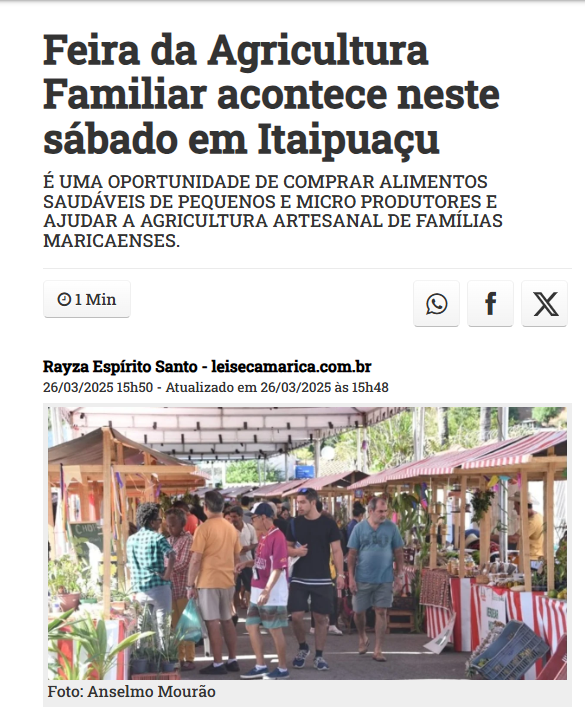 Feira da Agricultura
Familiar acontece neste
sábado em Itaipuaçu
É UMA OPORTUNIDADE DE COMPRAR ALIMENTOS
SAUDÁVEIS DE PEQUENOS E MICRO PRODUTORES E
AJUDAR A AGRICULTURA ARTESANAL DE FAMÍLIAS
MARICAENSES.
1 Min
Rayza Espírito Santo - leisecamarica.com.br
26/03/2025 15h50 - Atualizado em 26/03/2025 às 15h48
Foto: Anselmo Mourão